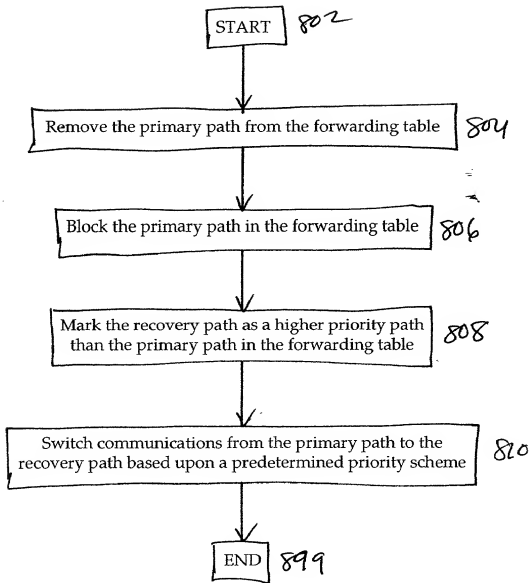 START 802
Remove the primary path from the forwarding table 804
Block the primary path in the forwarding table 806
Mark the recovery path as a higher priority path
than the primary path in the forwarding table 808
Switch communications from the primary path to the
recovery path based upon a predetermined priority scheme 810
END 899